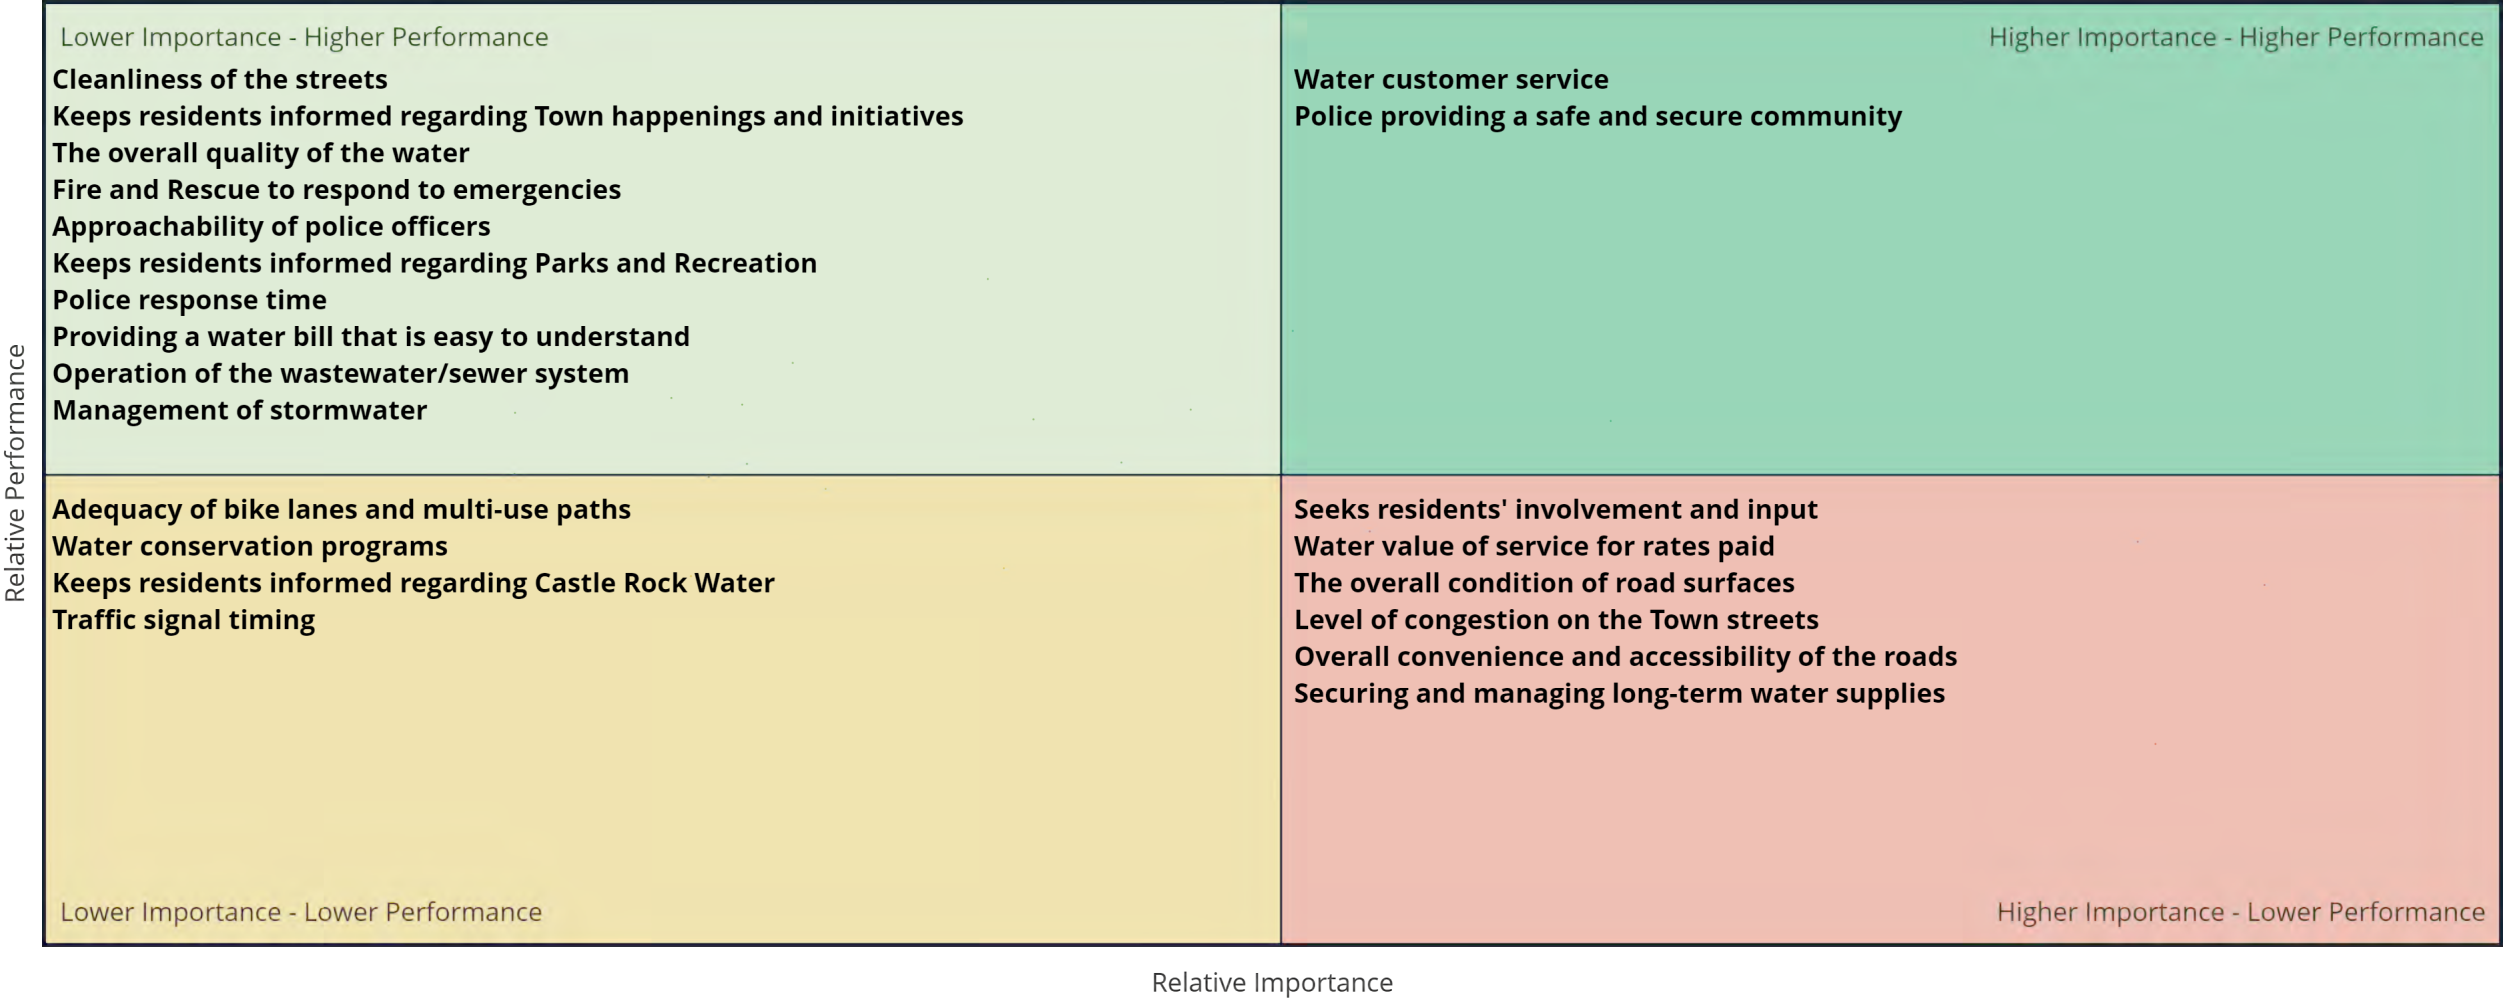 Lower Importance - Higher Performance
Cleanliness of the streets
Keeps residents informed regarding Town happenings and initiatives
The overall quality of the water
Fire and Rescue to respond to emergencies
Approachability of police officers
Keeps residents informed regarding Parks and Recreation
Police response time
Providing a water bill that is easy to understand
Operation of the wastewater/sewer system
Management of stormwater
Higher Importance - Higher Performance
Water customer service
Police providing a safe and secure community
Relative Performance
Adequacy of bike lanes and multi-use paths
Water conservation programs
Keeps residents informed regarding Castle Rock Water
Traffic signal timing
Lower Importance - Lower Performance
Seeks residents' involvement and input
Water value of service for rates paid
The overall condition of road surfaces
Level of congestion on the Town streets
Overall convenience and accessibility of the roads
Securing and managing long-term water supplies
Higher Importance - Lower Performance
Relative Importance